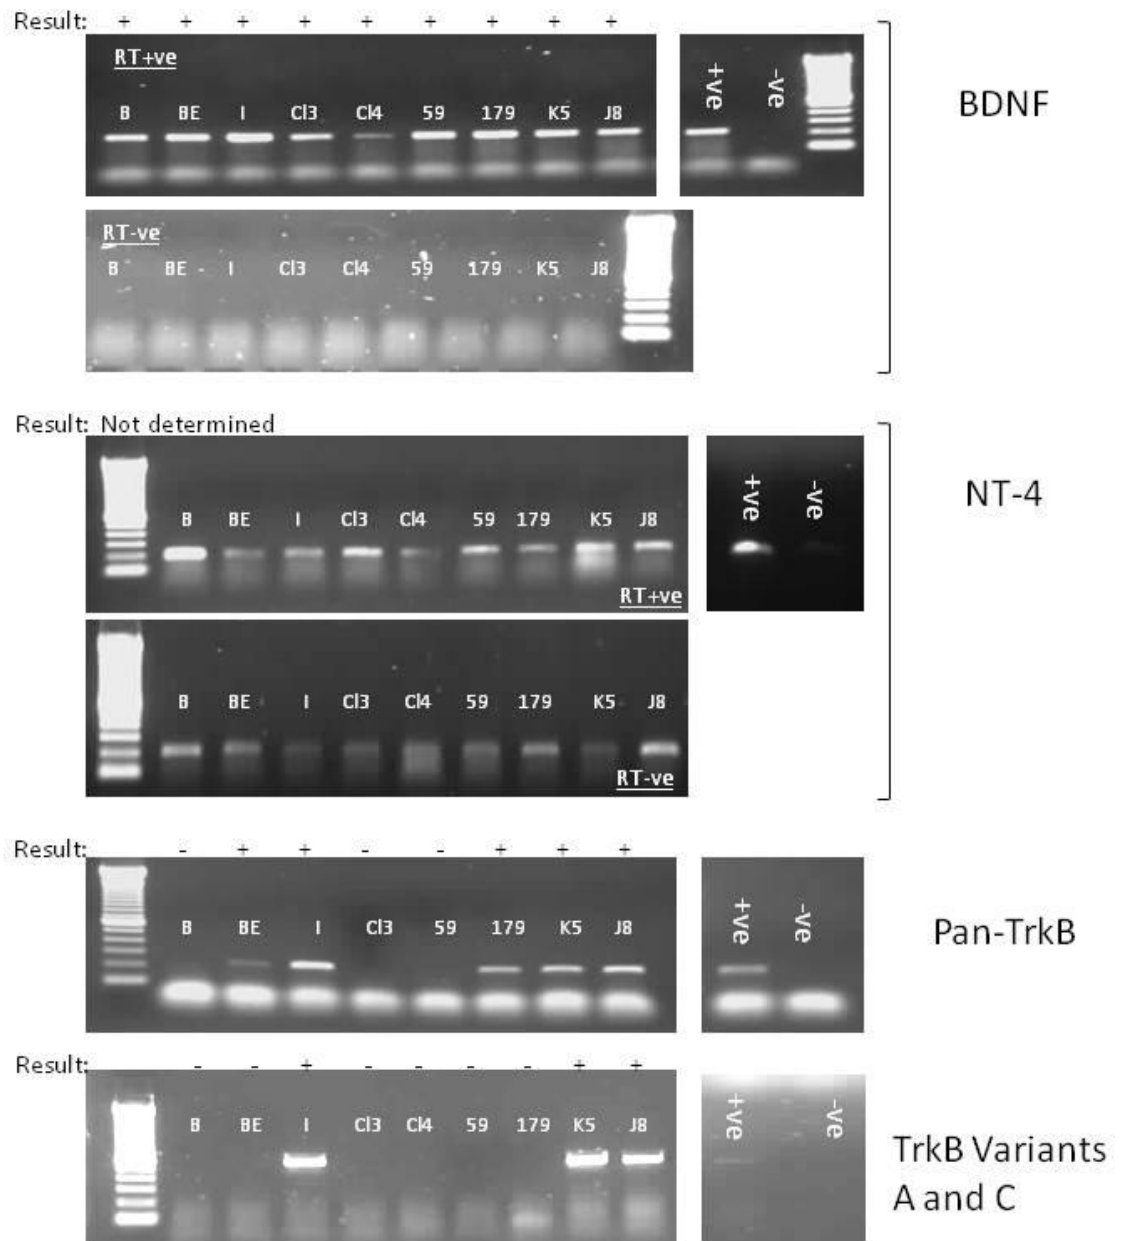 Result: + + + + + + + + +
RT+ve
B BE I Cl3 Cl4 59 179 K5 J8
+ve -ve
BDNF
RT-ve
B BE I Cl3 Cl4 59 179 K5 J8
Result: Not determined
B BE I Cl3 Cl4 59 179 K5 J8
RT+ve
+ve -ve
NT-4
B BE I Cl3 Cl4 59 179 K5 J8
RT-ve
Result: - + + - - + + +
B BE I Cl3 59 179 K5 J8
+ve -ve
Pan-TrkB
Result: - - + - - - - + +
B BE I Cl3 Cl4 59 179 K5 J8
+ve -ve
TrkB Variants
A and C